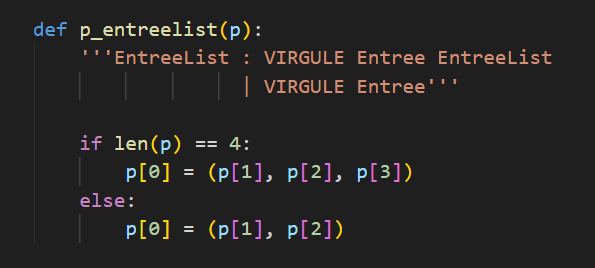 def p_entreelist(p):
    '''EntreeList : VIRGULE Entree EntreeList
                  | VIRGULE Entree'''
    if len(p) == 4:
        p[0] = (p[1], p[2], p[3])
    else:
        p[0] = (p[1], p[2])